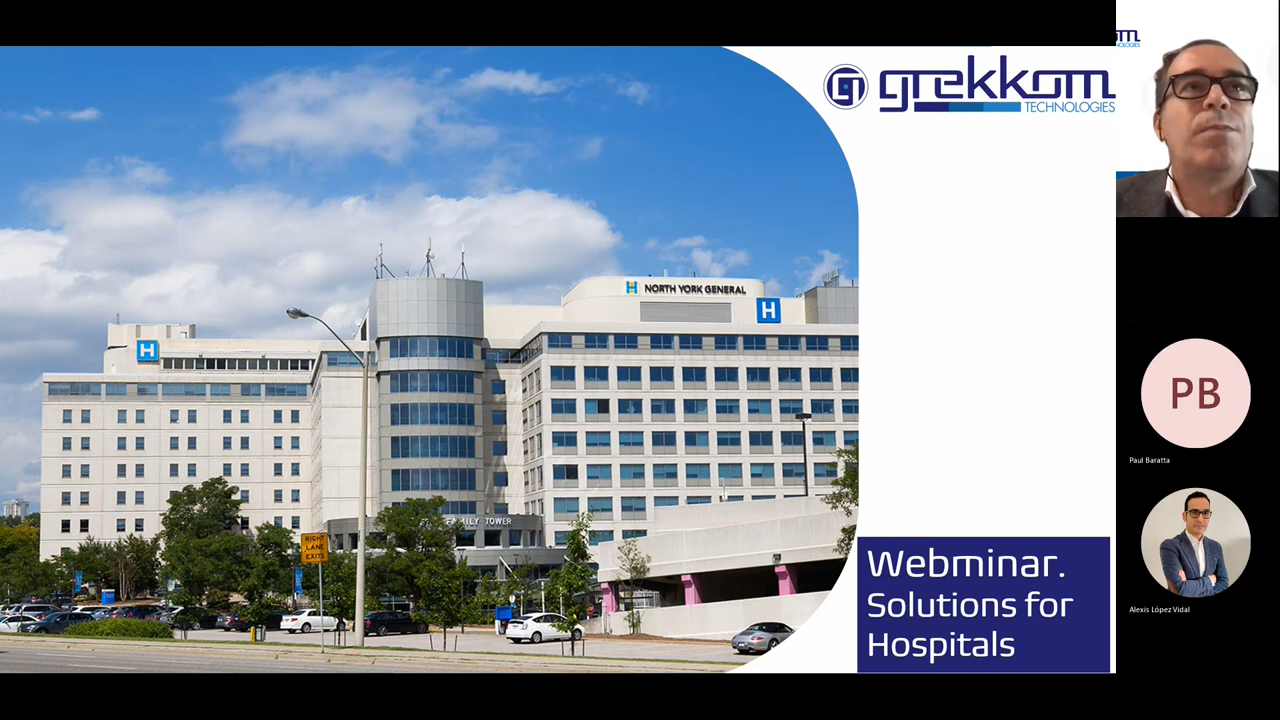 grekkom
TECHNOLOGIES
H NORTH YORK GENERAL
H
H
FAMILY TOWER
RIGHT
LANE
EXITS
Webminar.
Solutions for
Hospitals
PB
Paul Baratta
Alexis López Vidal